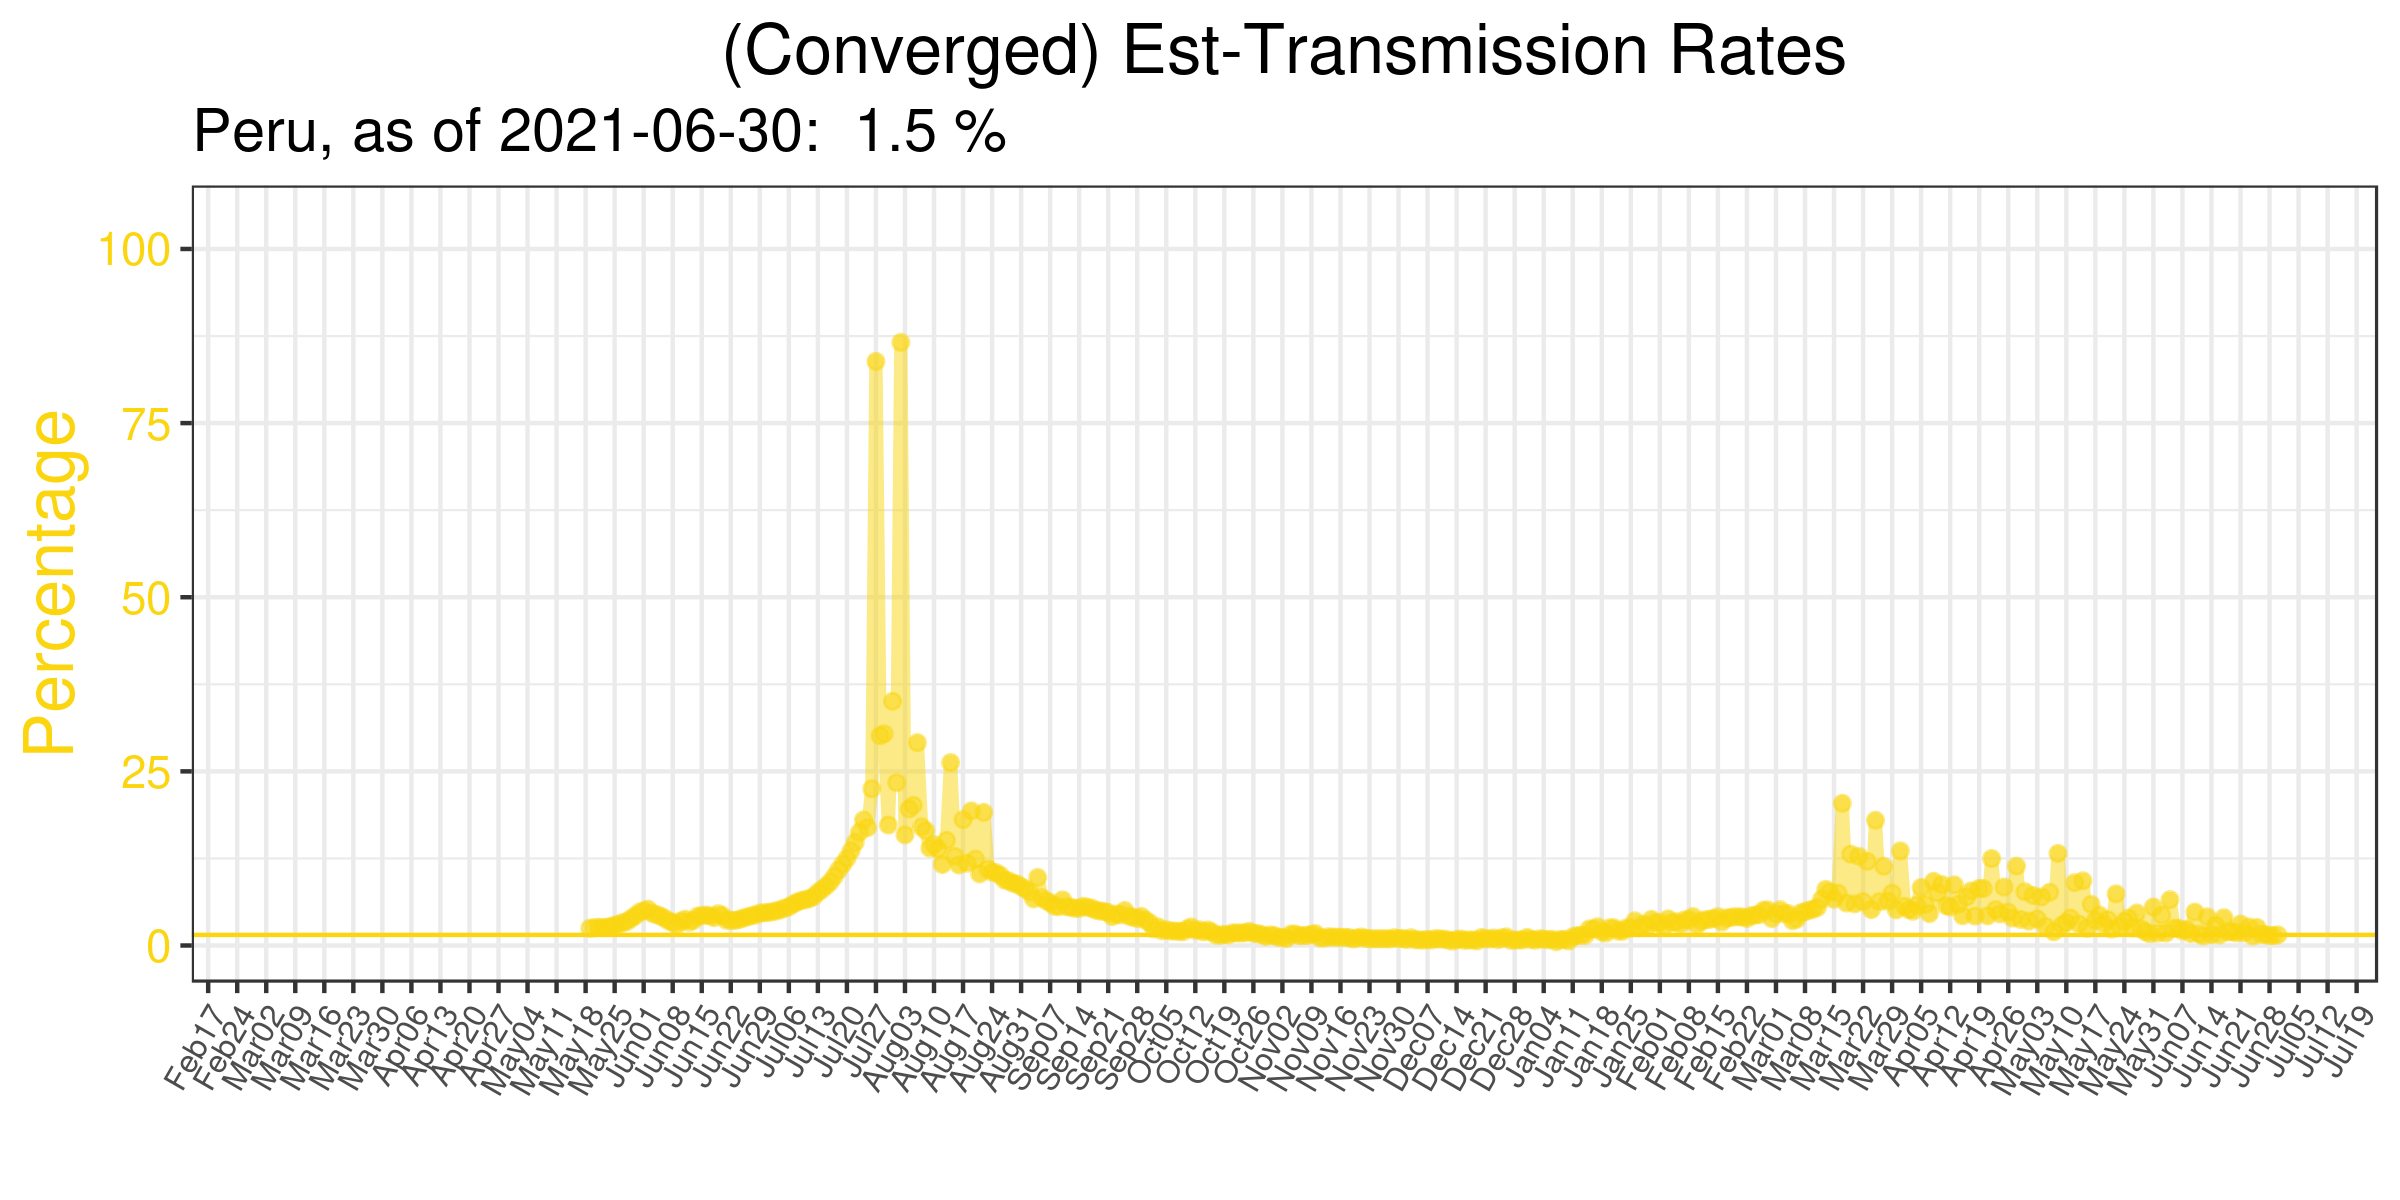 (Converged) Est-Transmission Rates
Peru, as of 2021-06-30:  1.5 %
Percentage
100
75
50
25
0
Feb17
Feb24
Mar02
Mar09
Mar16
Mar23
Mar30
Apr06
Apr13
Apr20
Apr27
May04
May11
May18
May25
Jun01
Jun08
Jun15
Jun22
Jun29
Jul06
Jul13
Jul20
Jul27
Aug03
Aug10
Aug17
Aug24
Aug31
Sep07
Sep14
Sep21
Sep28
Oct05
Oct12
Oct19
Oct26
Nov02
Nov09
Nov16
Nov23
Nov30
Dec07
Dec14
Dec21
Dec28
Jan04
Jan11
Jan18
Jan25
Feb01
Feb08
Feb15
Feb22
Mar01
Mar08
Mar15
Mar22
Mar29
Apr05
Apr12
Apr19
Apr26
May03
May10
May17
May24
May31
Jun07
Jun14
Jun21
Jun28
Jul05
Jul12
Jul19